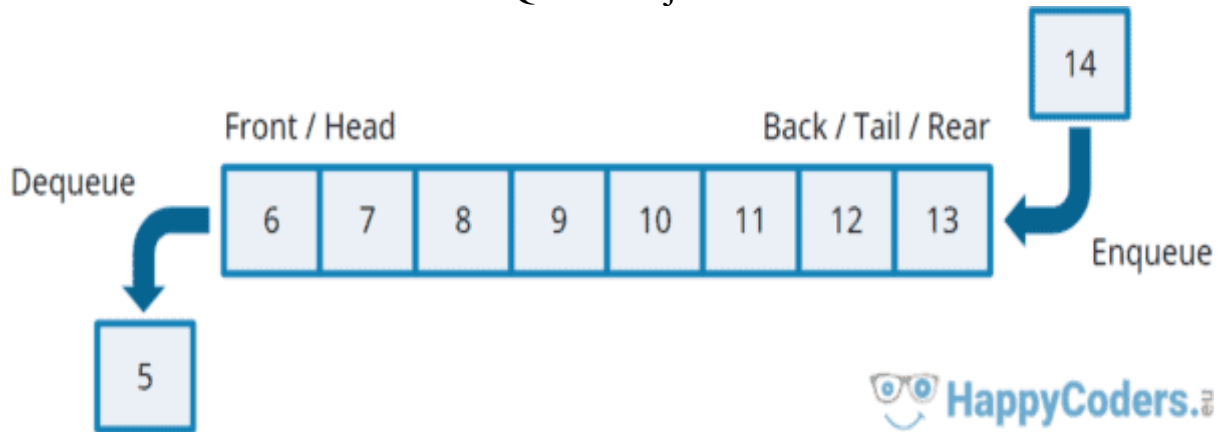 14
Front / Head
Back / Tail / Rear
Dequeue
6 7 8 9 10 11 12 13
Enqueue
5
HappyCoders.eu